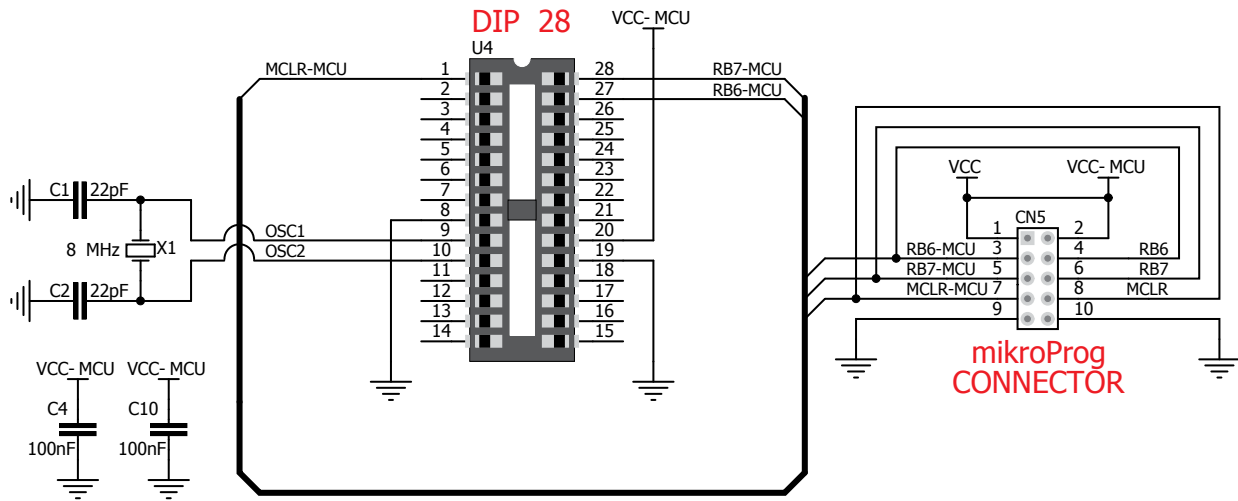 DIP 28
U4
VCC- MCU
MCLR-MCU
1
2
3
4
5
6
7
8
9
10
11
12
13
14
28
27
26
25
24
23
22
21
20
19
18
17
16
15
RB7-MCU
RB6-MCU
C1 22pF
8 MHz X1
C2 22pF
OSC1
OSC2
VCC- MCU
C4
100nF
VCC- MCU
C10
100nF
VCC
VCC- MCU
CN5
1 2
RB6-MCU 3 4 RB6
RB7-MCU 5 6 RB7
MCLR-MCU 7 8 MCLR
9 10
mikroProg
CONNECTOR